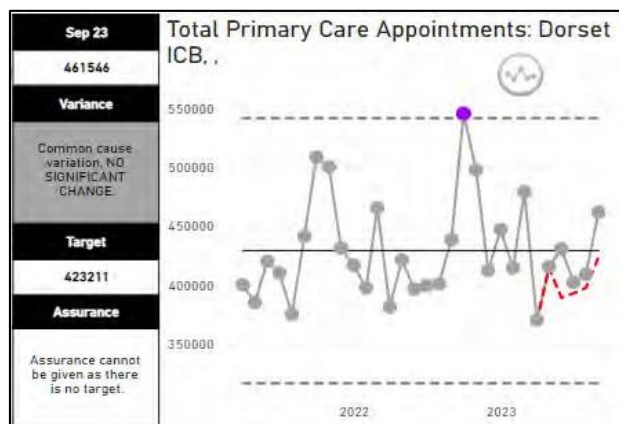 Sep 23
461546
Variance
Common cause
variation, NO
SIGNIFICANT
CHANGE.
Target
423211
Assurance
Assurance cannot
be given as there
is no target.
Total Primary Care Appointments: Dorset
ICB, ,
550000
500000
450000
400000
350000
2022
2023